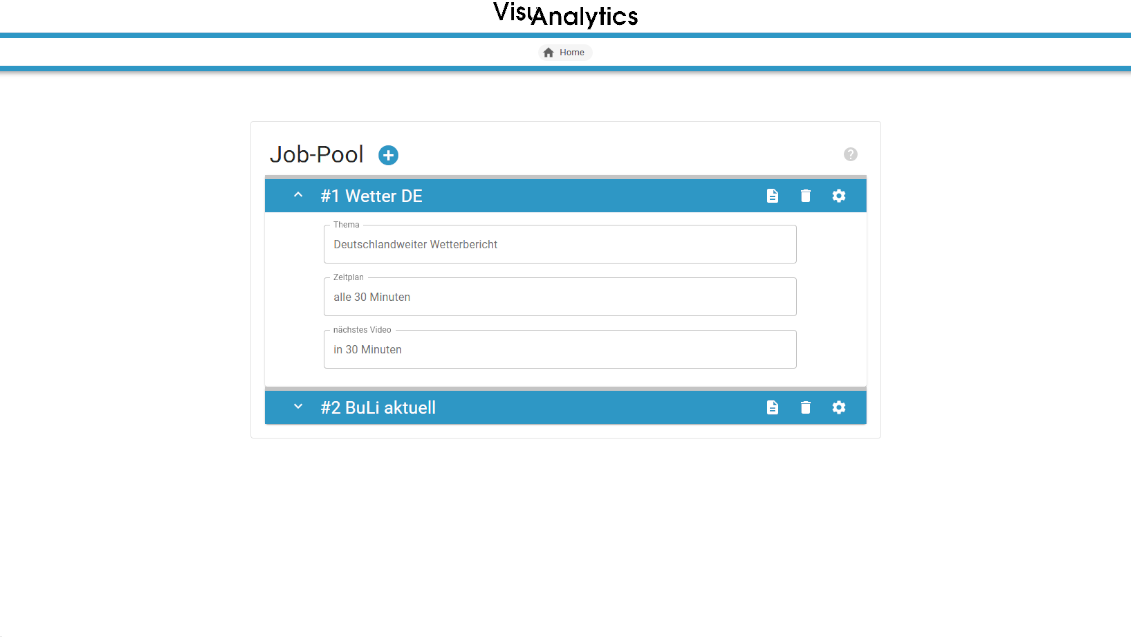 VisuAnalytics
Home
Job-Pool
#1 Wetter DE
Thema
Deutschlandweiter Wetterbericht
Zeitplan
alle 30 Minuten
nächstes Video
in 30 Minuten
#2 BuLi aktuell